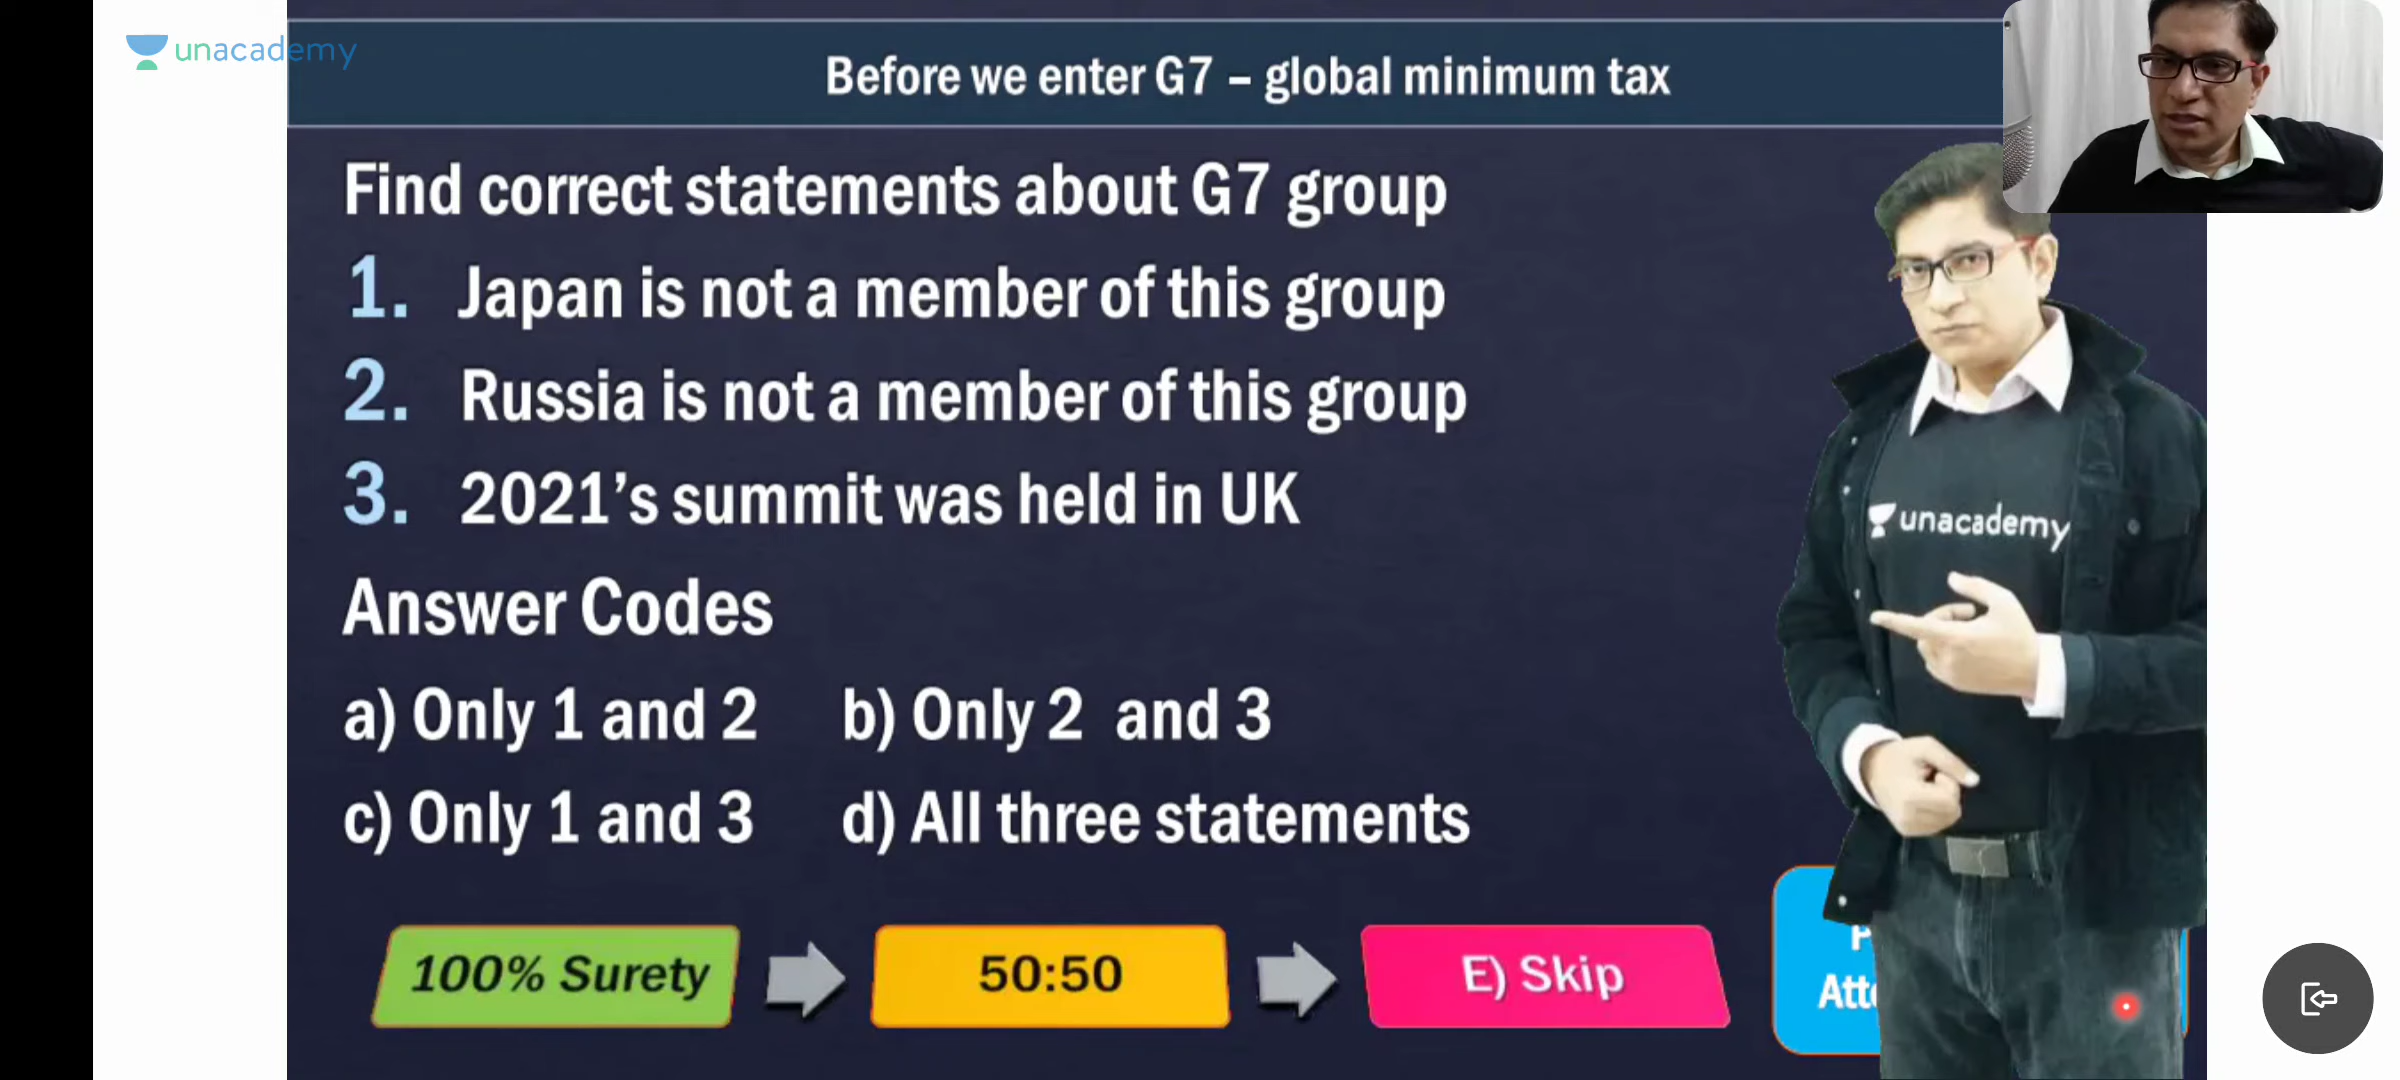 unacademy
Before we enter G7 – global minimum tax
Find correct statements about G7 group
1. Japan is not a member of this group
2. Russia is not a member of this group
3. 2021’s summit was held in UK
Answer Codes
a) Only 1 and 2 b) Only 2 and 3
c) Only 1 and 3 d) All three statements
unacademy
100% Surety 50:50 E) Skip